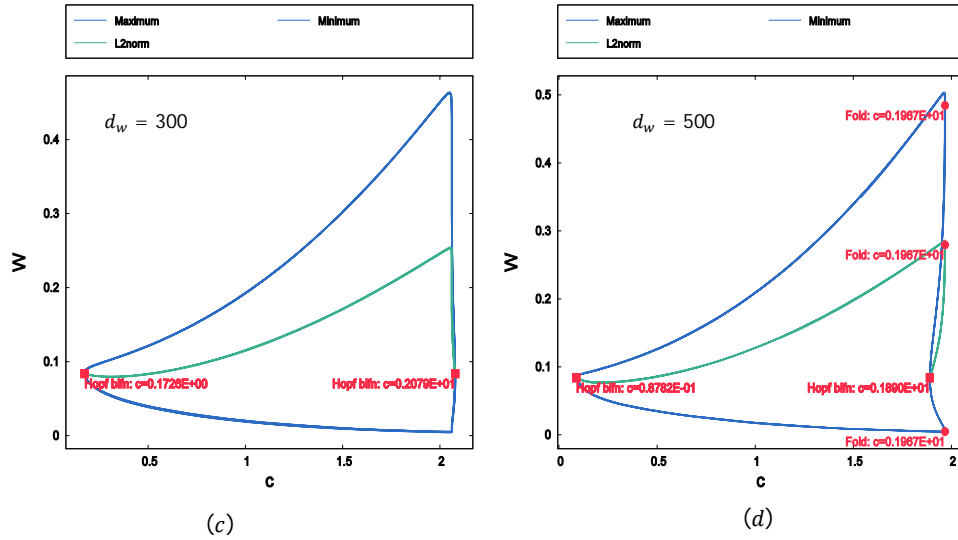 Maximum
Minimum
L2norm
Maximum
Minimum
L2norm
d_w = 300
0.4
0.3
0.2
0.1
0
W
Hopf bifn: c=0.1726E+00
Hopf bifn: c=0.2079E+01
0.5
1
1.5
2
c
(c)
d_w = 500
0.5
0.4
0.3
0.2
0.1
0
W
Fold: c=0.1967E+01
Fold: c=0.1967E+01
Hopf bifn: c=0.8782E-01
Hopf bifn: c=0.1890E+01
Fold: c=0.1967E+01
0
0.5
1
1.5
2
c
(d)